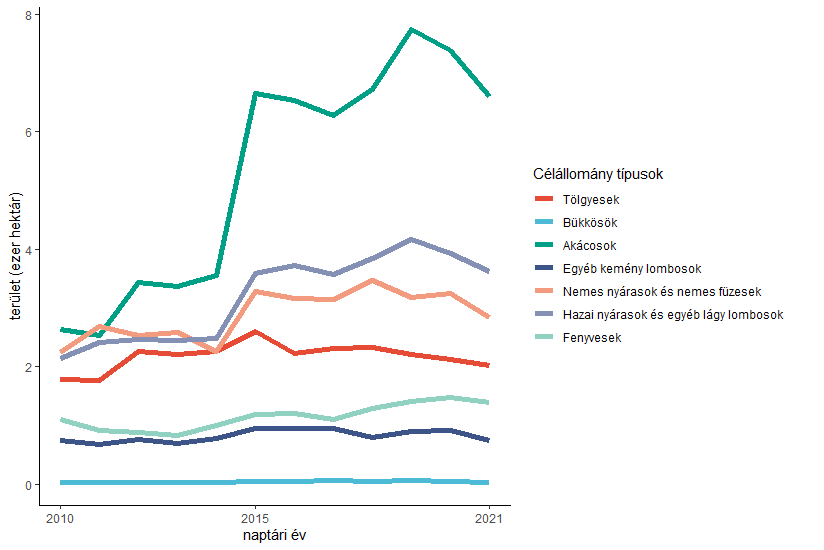 8
6
4
2
0
terület (ezer hektár)
2010
2015
2021
naptári év
Célállomány típusok
Tölgyesek
Bükkösök
Akácosok
Egyéb kemény lombosok
Nemes nyárasok és nemes füzesek
Hazai nyárasok és egyéb lágy lombosok
Fenyvesek